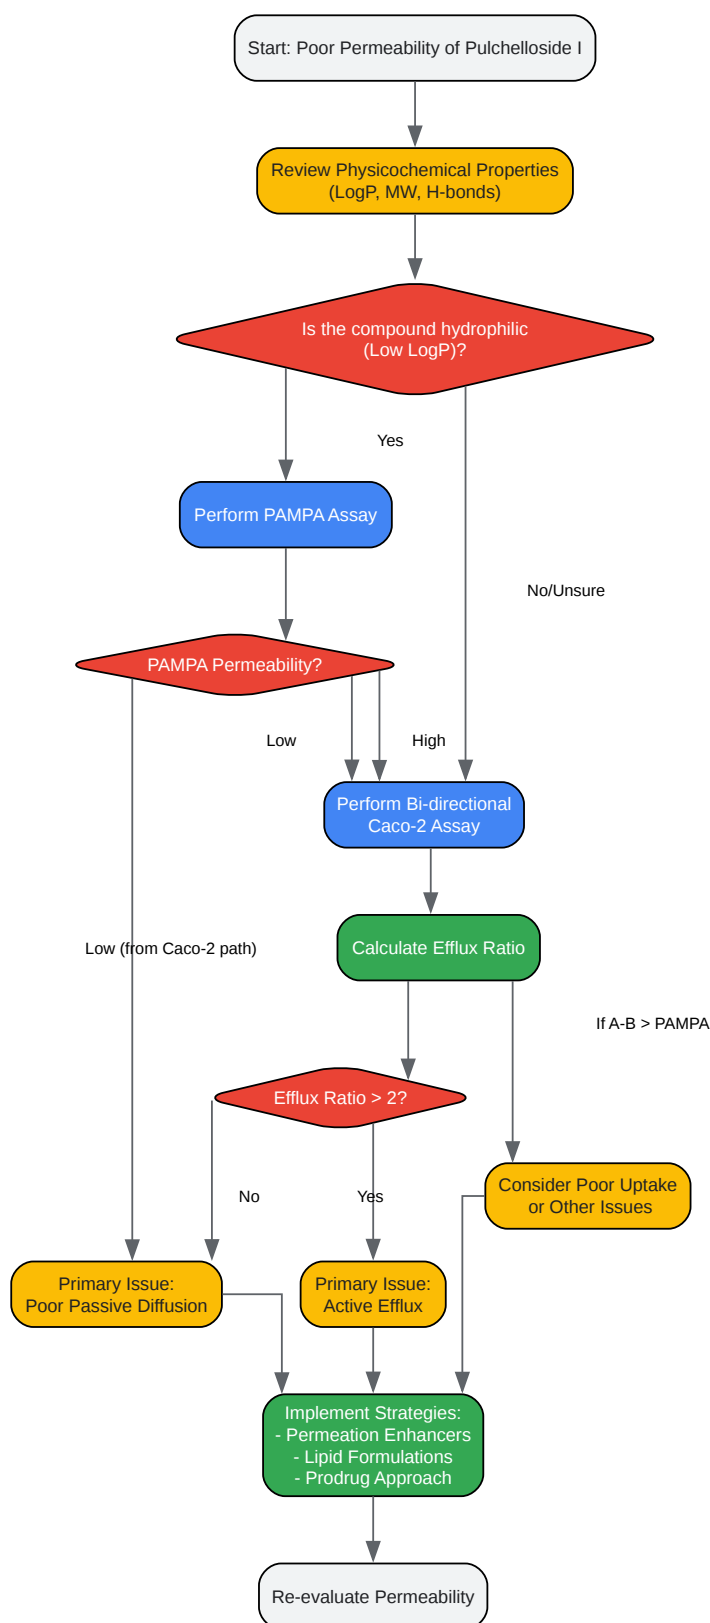 Start: Poor Permeability of Pulchelloside I
Review Physicochemical Properties
(LogP, MW, H-bonds)
Is the compound hydrophilic
(Low LogP)?
Yes
Perform PAMPA Assay
No/Unsure
PAMPA Permeability?
Low
High
Perform Bi-directional
Caco-2 Assay
Low (from Caco-2 path)
Calculate Efflux Ratio
If A-B > PAMPA
Efflux Ratio > 2?
No
Yes
Consider Poor Uptake
or Other Issues
Primary Issue:
Poor Passive Diffusion
Primary Issue:
Active Efflux
Implement Strategies:
- Permeation Enhancers
- Lipid Formulations
- Prodrug Approach
Re-evaluate Permeability